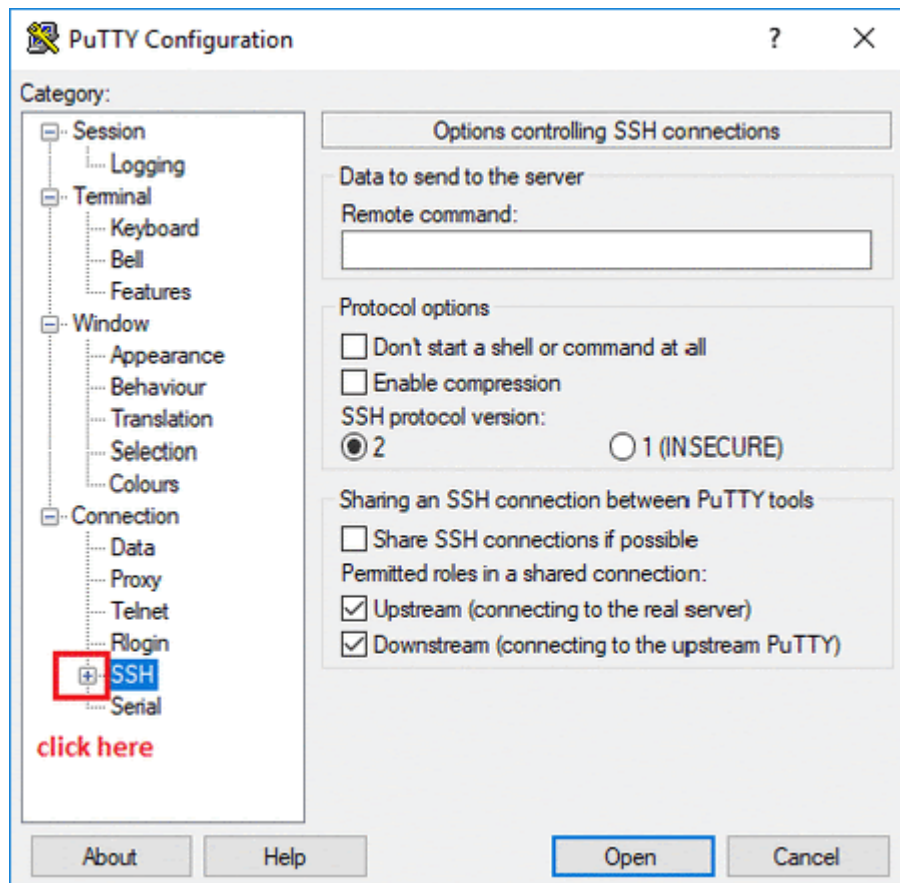 PuTTY Configuration
?
Category:
Session
Logging
Terminal
Keyboard
Bell
Features
Window
Appearance
Behaviour
Translation
Selection
Colours
Connection
Data
Proxy
Telnet
Rlogin
SSH
Serial
click here
Options controlling SSH connections
Data to send to the server
Remote command:
Protocol options
Don't start a shell or command at all
Enable compression
SSH protocol version:
2 1 (INSECURE)
Sharing an SSH connection between PuTTY tools
Share SSH connections if possible
Permitted roles in a shared connection:
Upstream (connecting to the real server)
Downstream (connecting to the upstream PuTTY)
About Help Open Cancel